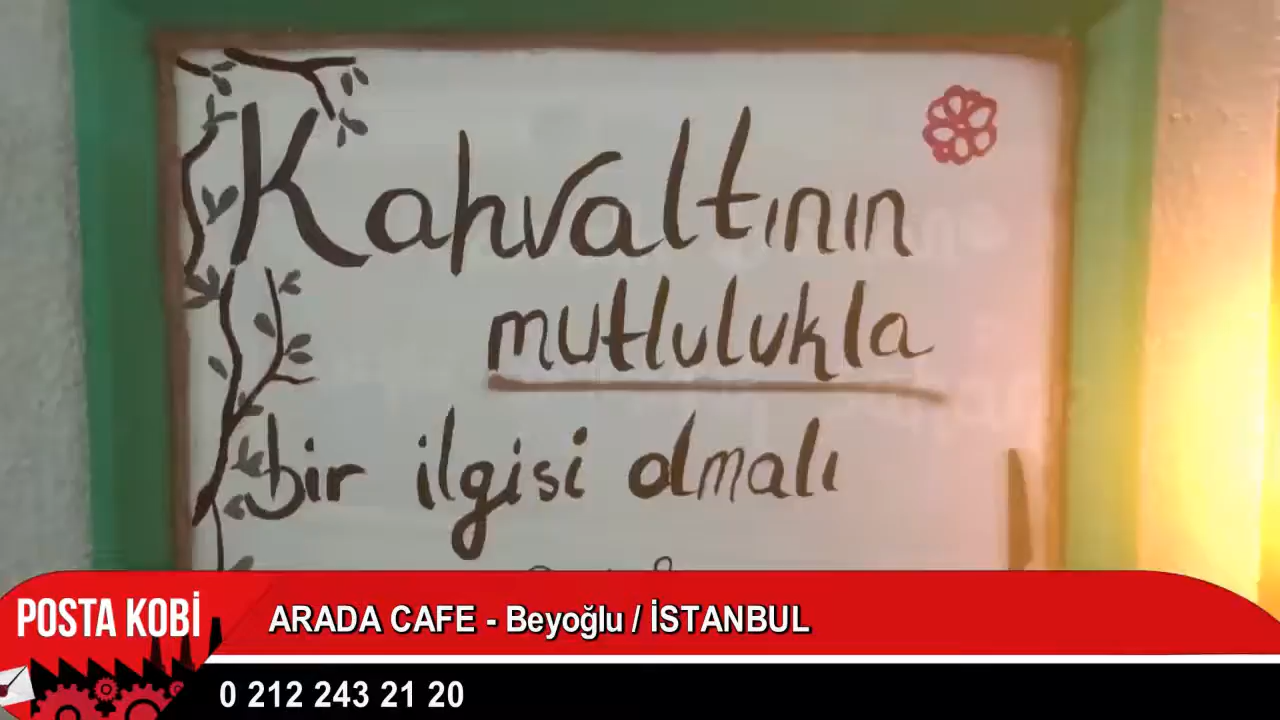 Kahvaltının
mutlulukla
bir ilgisi olmalı
POSTA KOBİ
ARADA CAFE - Beyoğlu / İSTANBUL
0 212 243 21 20